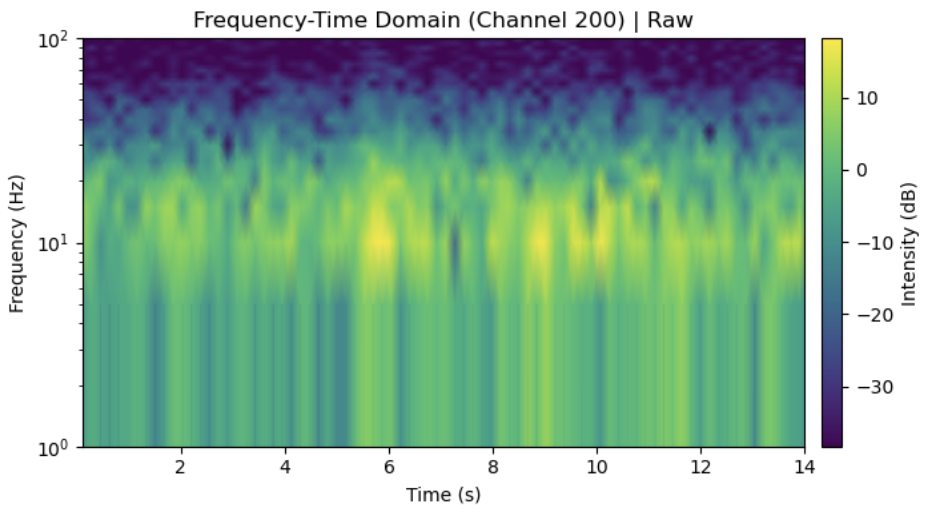 Frequency-Time Domain (Channel 200) | Raw
10²
10¹
10⁰
Frequency (Hz)
2 4 6 8 10 12 14
Time (s)
10
0
−10
−20
−30
Intensity (dB)